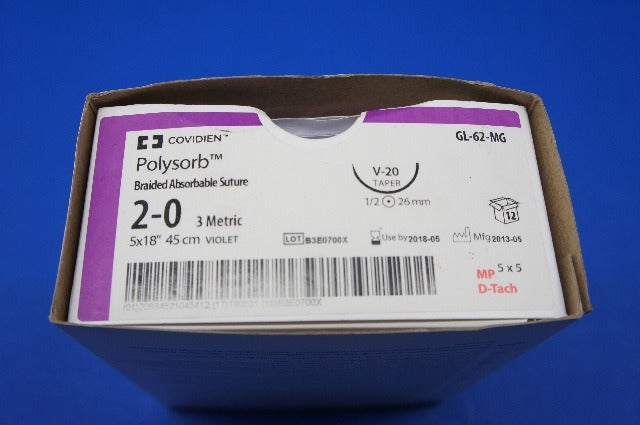 COVIDIEN™
GL-62-MG
Polysorb™
Braided Absorbable Suture
V-20
TAPER
1/2 26 mm
2-0 3 Metric
5x18" 45 cm VIOLET
12
LOT B3E0700X
Use by 2018-05
Mfg 2013-05
MP 5 x 5
D-Tach